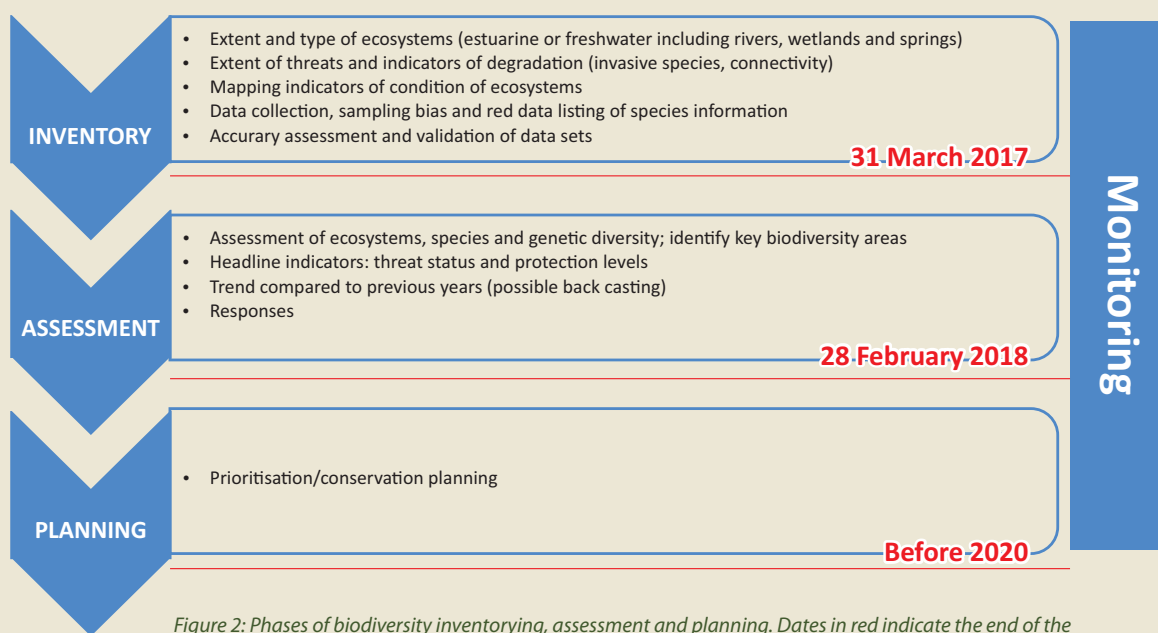 INVENTORY
• Extent and type of ecosystems (estuarine or freshwater including rivers, wetlands and springs)
• Extent of threats and indicators of degradation (invasive species, connectivity)
• Mapping indicators of condition of ecosystems
• Data collection, sampling bias and red data listing of species information
• Accurary assessment and validation of data sets
31 March 2017
ASSESSMENT
• Assessment of ecosystems, species and genetic diversity; identify key biodiversity areas
• Headline indicators: threat status and protection levels
• Trend compared to previous years (possible back casting)
• Responses
28 February 2018
PLANNING
• Prioritisation/conservation planning
Before 2020
Monitoring
Figure 2: Phases of biodiversity inventorying, assessment and planning. Dates in red indicate the end of the